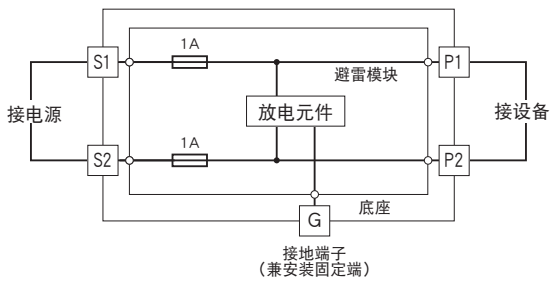 1A
S1
P1
避雷模块
接电源
放电元件
接设备
1A
S2
P2
底座
G
接地端子
（兼安装固定端）